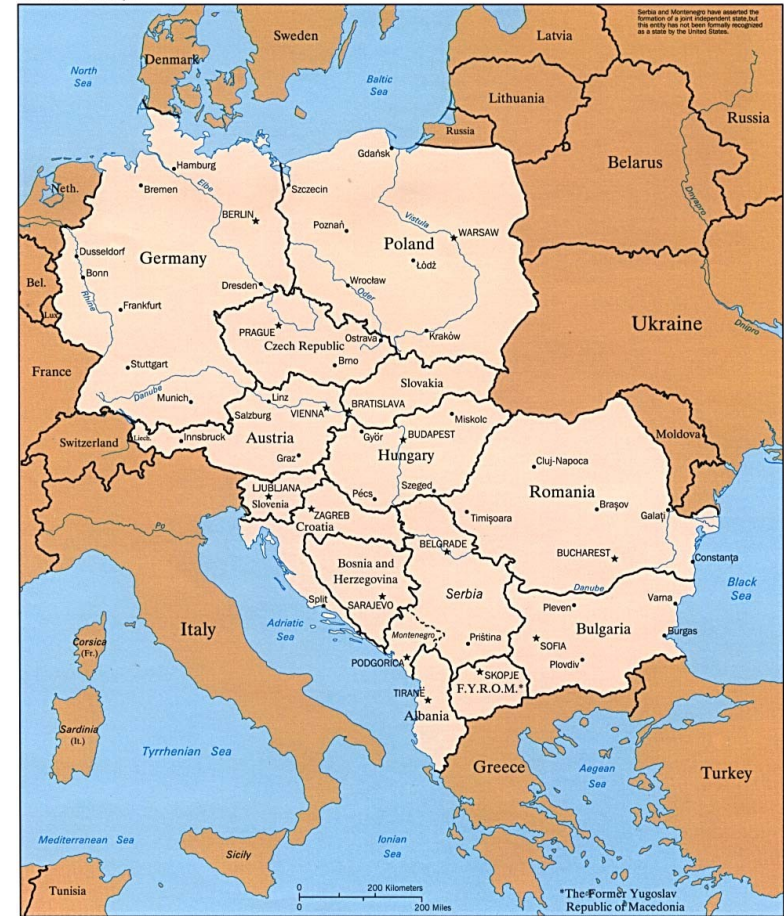 Serbia and Montenegro have asserted the
formation of a joint independent state,but
this entity has not been formally recognized
as a state by the United States.
Sweden
Latvia
Denmark
North
Sea
Baltic
Sea
Lithuania
Russia
Russia
Gdańsk
Belarus
Hamburg
Neth.
Bremen
Elbe
Szczecin
Dnyapro
BERLIN
Poznań
Vistula
WARSAW
Poland
Germany
Dusseldorf
Łódź
Bonn
Bel.
Rhine
Dresden
Wrocław
Oder
Lux.
Frankfurt
Ukraine
Dnipro
PRAGUE
Czech Republic
Ostrava
Kraków
Brno
France
Stuttgart
Slovakia
Danube
Munich
Linz
VIENNA
BRATISLAVA
Salzburg
Miskolc
Switzerland
Liech.
Innsbruck
Austria
Győr
BUDAPEST
Moldova
Graz
Hungary
Cluj-Napoca
LJUBLJANA
Slovenia
Pécs
Szeged
Romania
ZAGREB
Croatia
Timişoara
Braşov
Galaţi
Po
BELGRADE
BUCHAREST
Constanţa
Bosnia and
Herzegovina
Serbia
Danube
Black
Sea
Split
SARAJEVO
Pleven
Varna
Italy
Adriatic
Sea
Montenegro
Priština
SOFIA
Bulgaria
Burgas
Corsica
(Fr.)
PODGORICA
SKOPJE
Plovdiv
TIRANË
F.Y.R.O.M.*
Albania
Sardinia
(It.)
Tyrrhenian Sea
Greece
Aegean
Sea
Turkey
Mediterranean Sea
Sicily
Ionian
Sea
Tunisia
0 200 Kilometers
0 200 Miles
*The Former Yugoslav
Republic of Macedonia